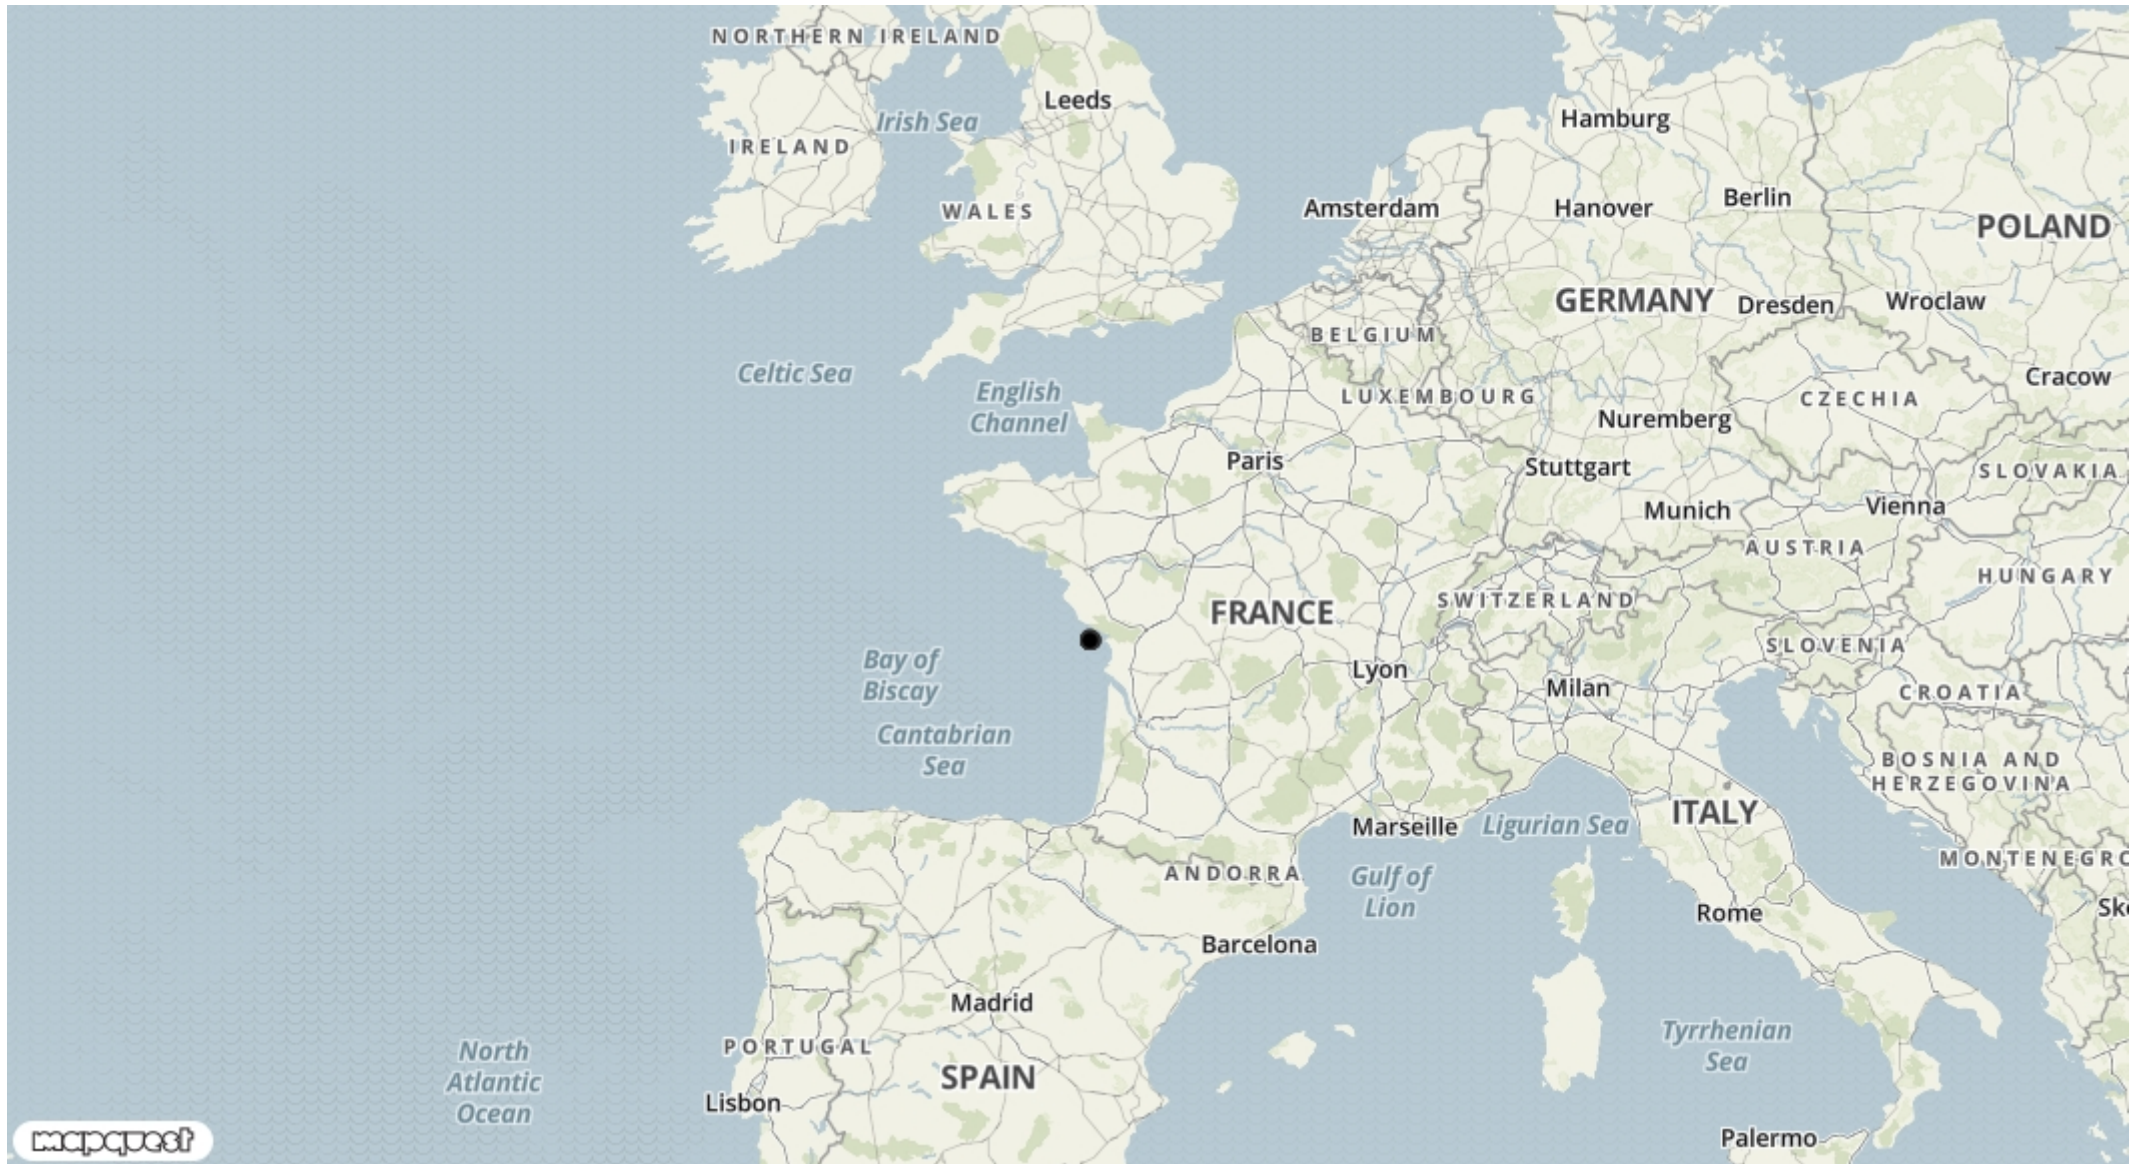 NORTHERN IRELAND
Leeds
Irish Sea
Hamburg
IRELAND
Berlin
Amsterdam
Hanover
WALES
POLAND
GERMANY
Dresden
Wroclaw
BELGIUM
Celtic Sea
Cracow
English
Channel
LUXEMBOURG
CZECHIA
Nuremberg
Paris
Stuttgart
SLOVAKIA
Munich
Vienna
AUSTRIA
HUNGARY
SWITZERLAND
FRANCE
SLOVENIA
Bay of
Biscay
Lyon
Milan
CROATIA
Cantabrian
Sea
BOSNIA AND
HERZEGOVINA
ITALY
Marseille
Ligurian Sea
MONTENEGRO
ANDORRA
Gulf of
Lion
Rome
Sk
Barcelona
Madrid
Tyrrhenian
Sea
PORTUGAL
North
Atlantic
Ocean
SPAIN
Lisbon
Palermo
mapquest